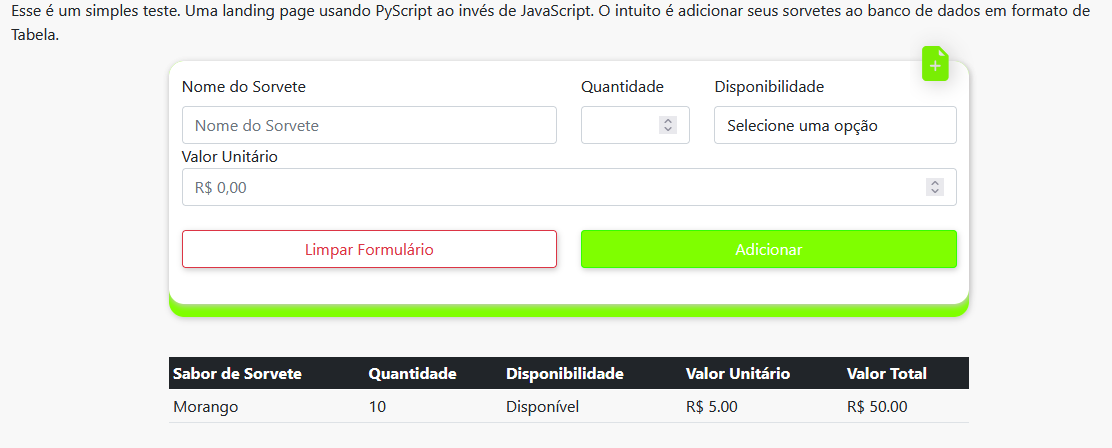 Esse é um simples teste. Uma landing page usando PyScript ao invés de JavaScript. O intuito é adicionar seus sorvetes ao banco de dados em formato de
Tabela.
Nome do Sorvete Quantidade Disponibilidade
Nome do Sorvete Selecione uma opção
Valor Unitário
R$ 0,00
Limpar Formulário Adicionar
Sabor de Sorvete Quantidade Disponibilidade Valor Unitário Valor Total
Morango 10 Disponível R$ 5.00 R$ 50.00